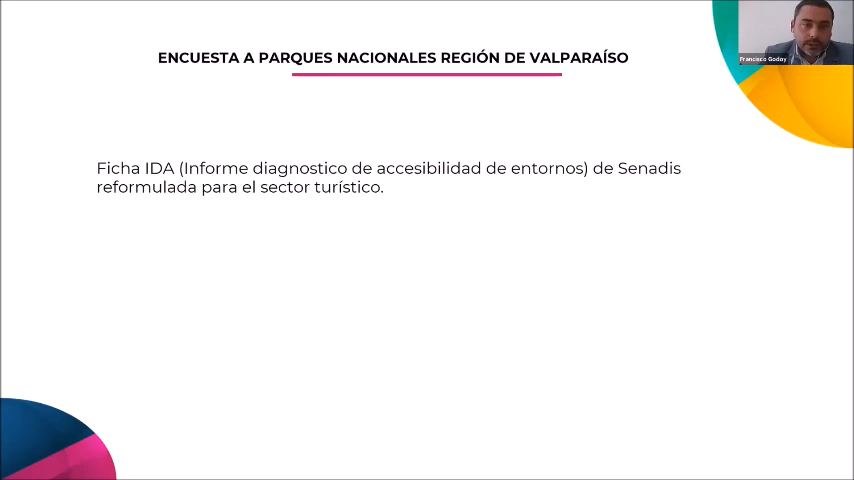 ENCUESTA A PARQUES NACIONALES REGIÓN DE VALPARAÍSO
Francisco Godoy
Ficha IDA (Informe diagnostico de accesibilidad de entornos) de Senadis
reformulada para el sector turístico.